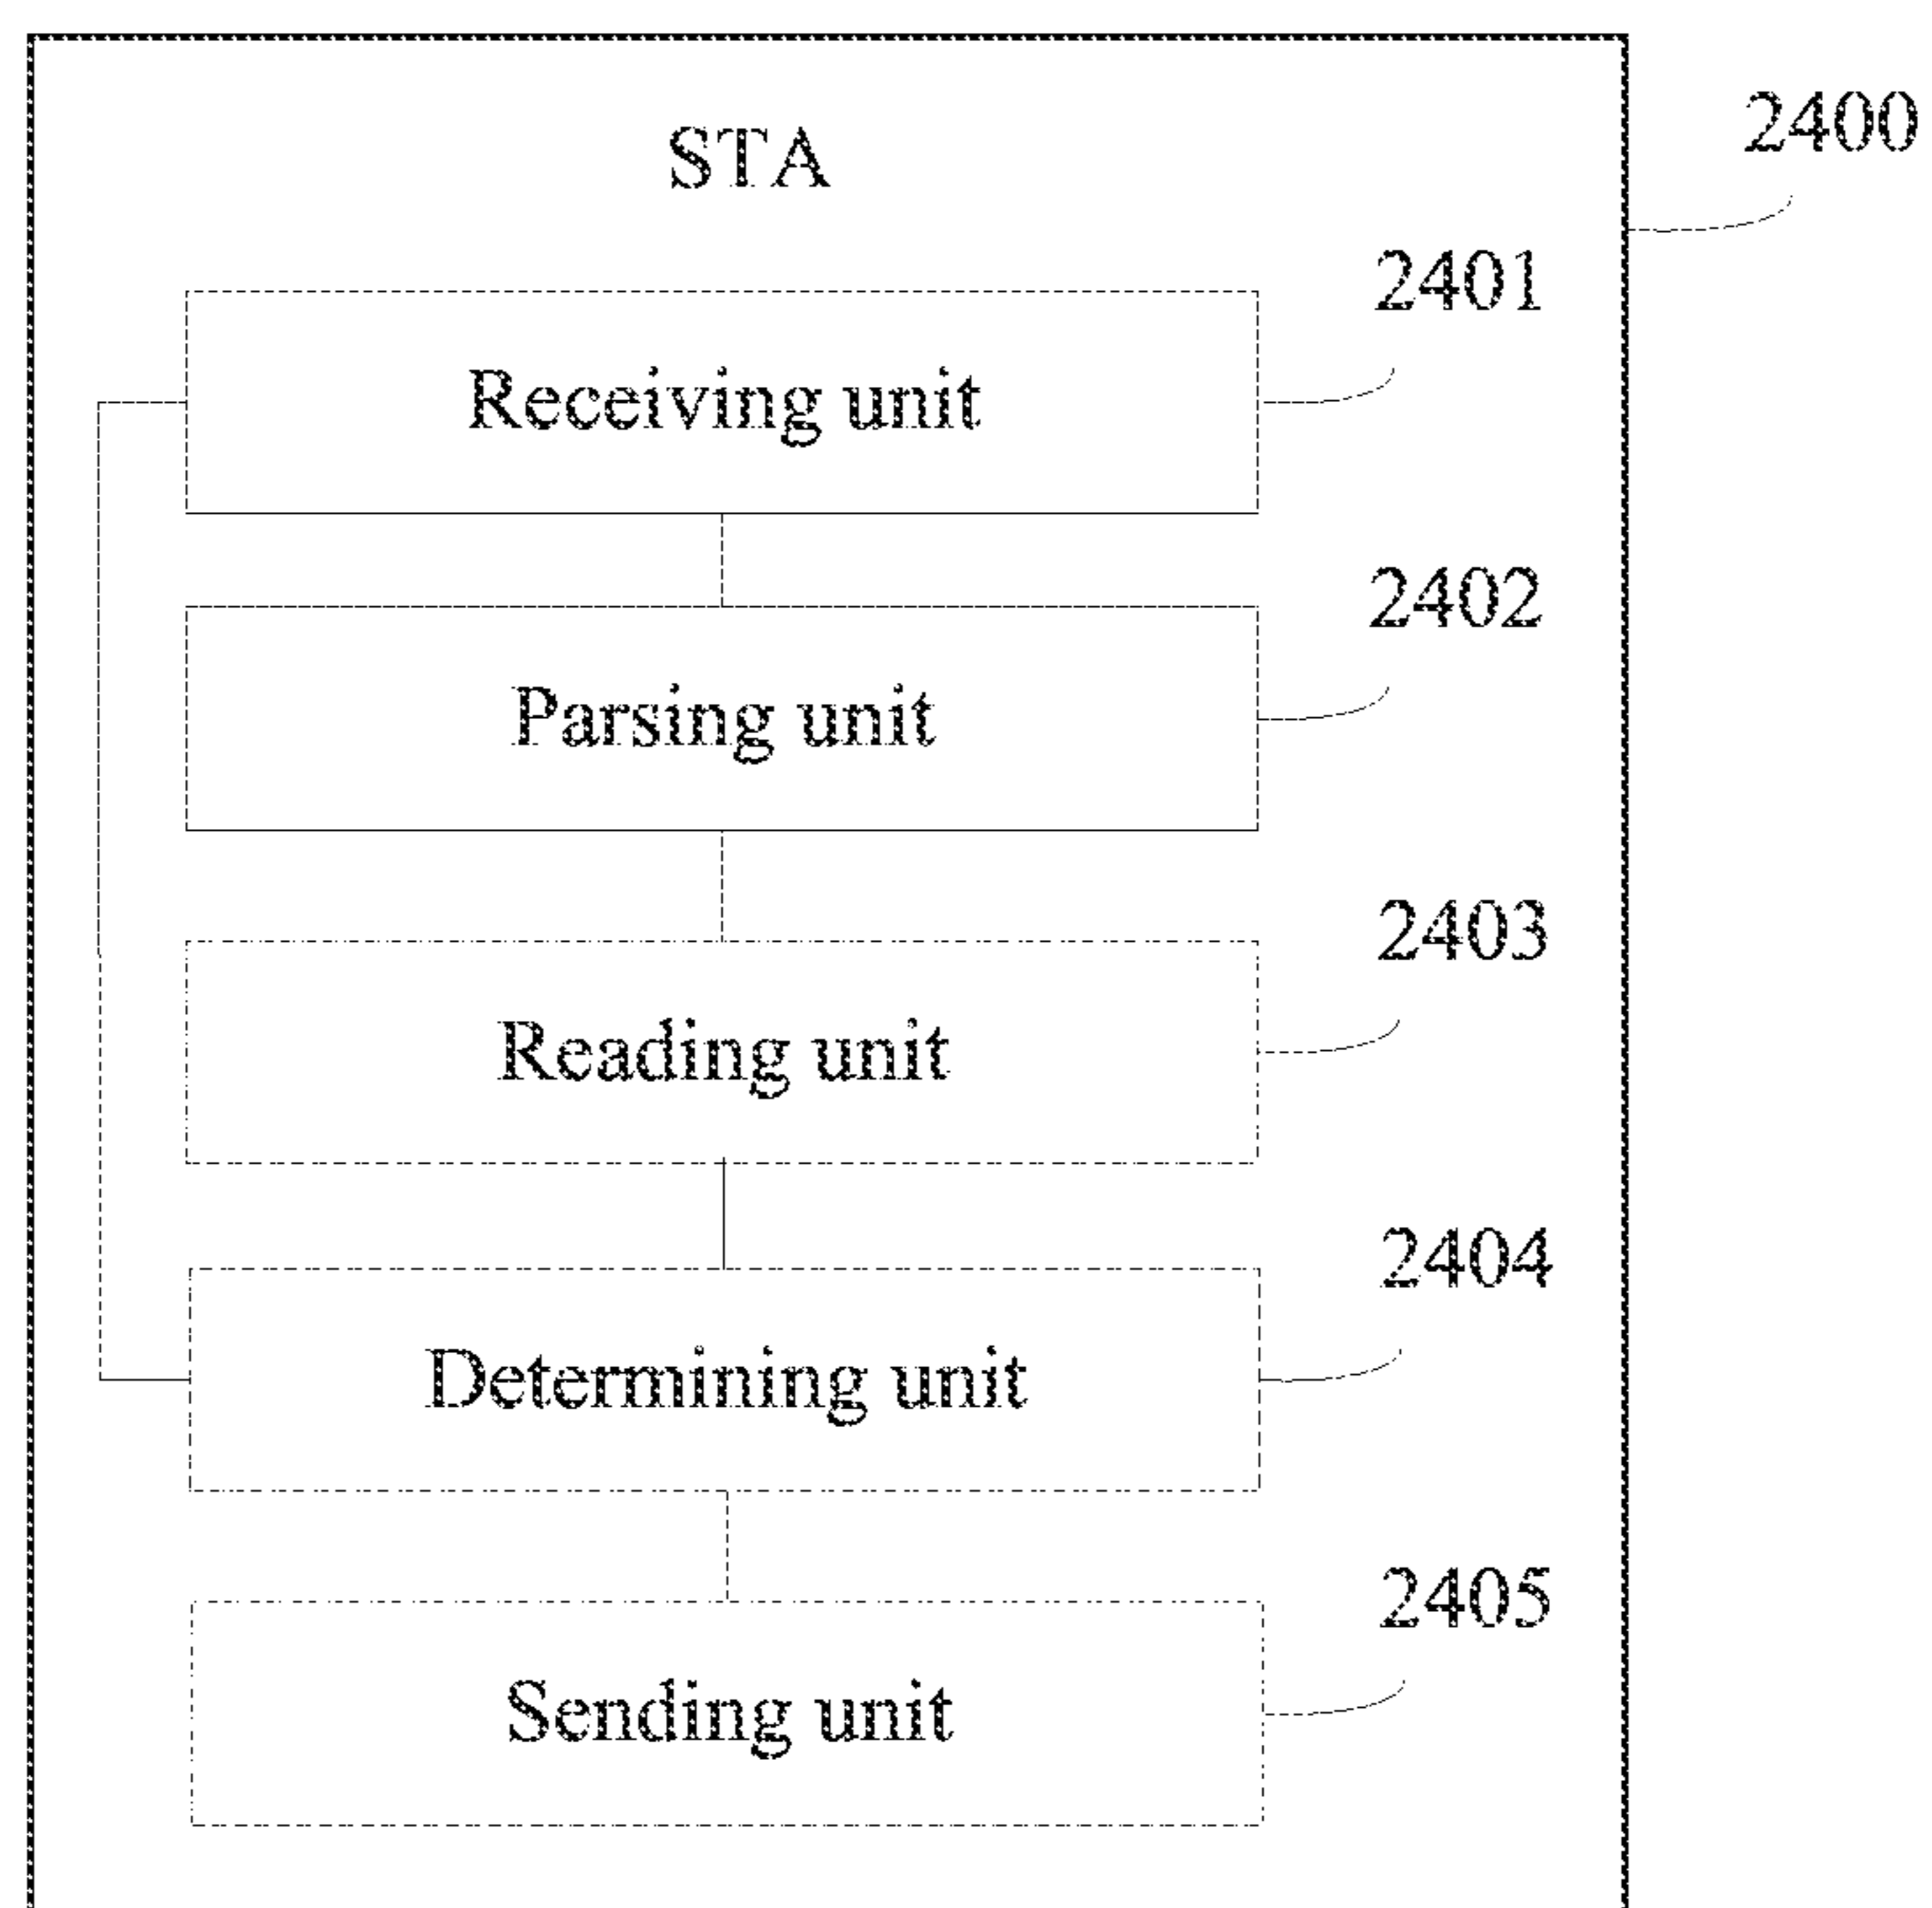 2400
STA
2401
Receiving unit
2402
Parsing unit
2403
Reading unit
2404
Determining unit
2405
Sending unit